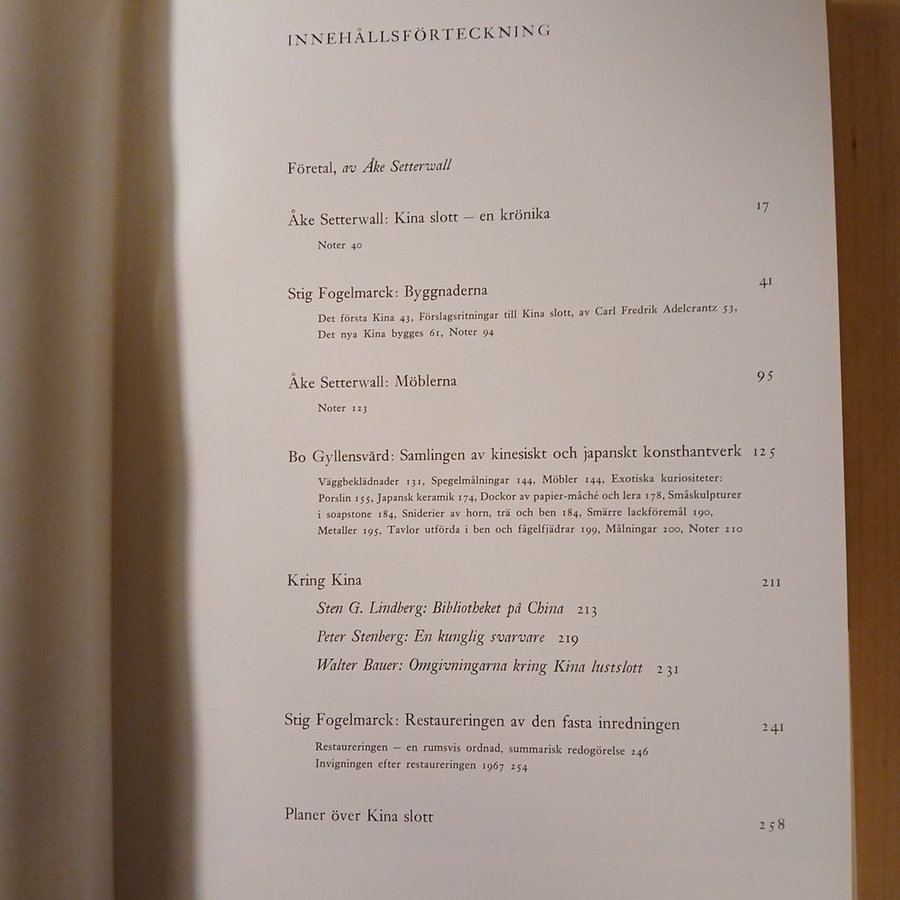 INNEHÅLLSFÖRTECKNING
Företal, av Åke Setterwall
Åke Setterwall: Kina slott – en krönika 17
Noter 40
Stig Fogelmarck: Byggnaderna 41
Det första Kina 43, Förslagsritningar till Kina slott, av Carl Fredrik Adelcrantz 53,
Det nya Kina bygges 61, Noter 94
Åke Setterwall: Möblerna 95
Noter 123
Bo Gyllensvärd: Samlingen av kinesiskt och japanskt konsthantverk 125
Väggbeklädnader 131, Spegelmålningar 144, Möbler 144, Exotiska kuriositeter:
Porslin 155, Japansk keramik 174, Dockor av papier-mâché och lera 178, Småskulpturer
i soapstone 184, Sniderier av horn, trä och ben 184, Smärre lackföremål 190,
Metaller 195, Tavlor utförda i ben och fågelfjädrar 199, Målningar 200, Noter 210
Kring Kina 211
Sten G. Lindberg: Bibliotheket på China 213
Peter Stenberg: En kunglig svarvare 219
Walter Bauer: Omgivningarna kring Kina lustslott 231
Stig Fogelmarck: Restaureringen av den fasta inredningen 241
Restaureringen – en rumsvis ordnad, summarisk redogörelse 246
Invigningen efter restaureringen 1967 254
Planer över Kina slott 258